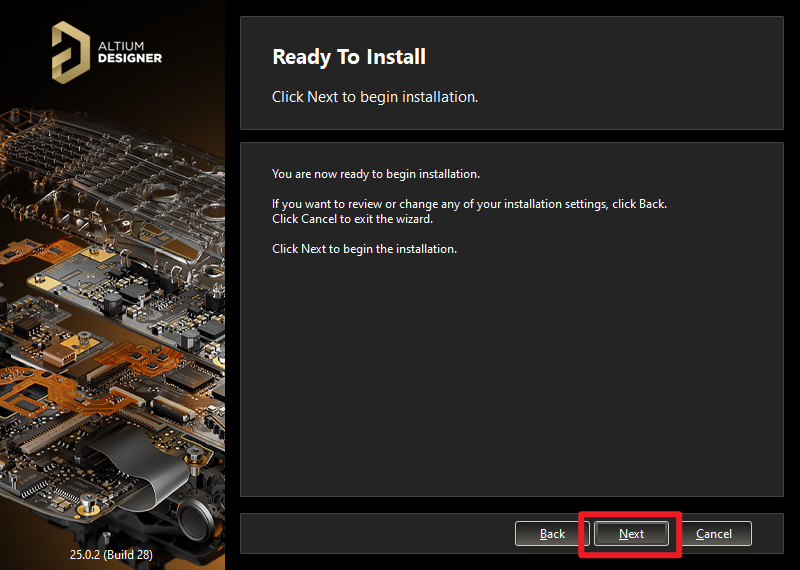 ALTIUM
DESIGNER
Ready To Install
Click Next to begin installation.
You are now ready to begin installation.
If you want to review or change any of your installation settings, click Back.
Click Cancel to exit the wizard.
Click Next to begin the installation.
Back
Next
Cancel
25.0.2 (Build 28)